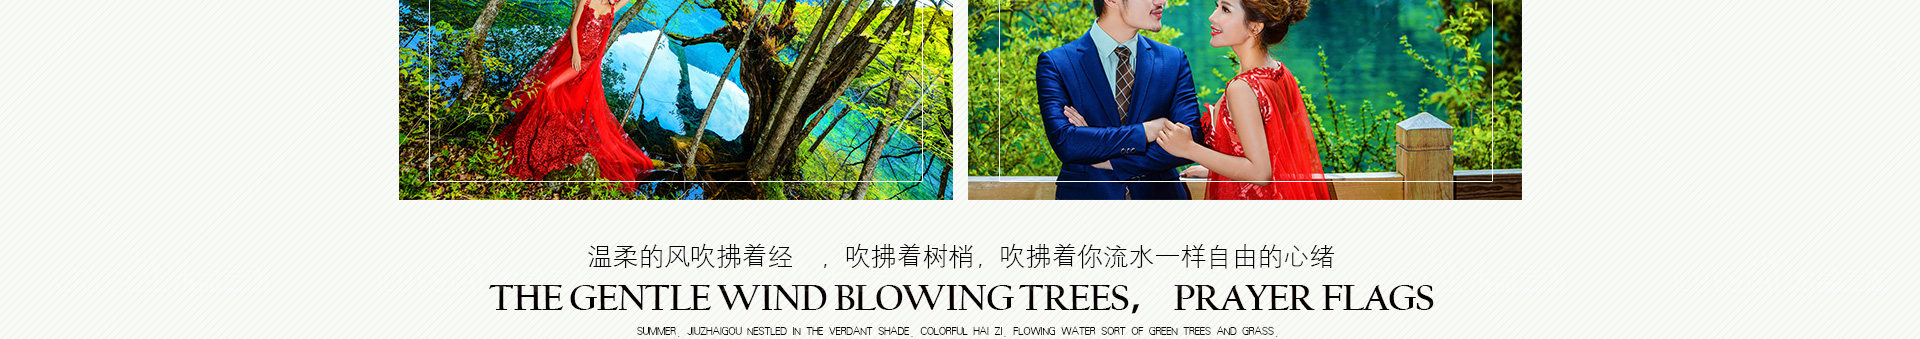 温柔的风吹拂着经 ，吹拂着树梢，吹拂着你流水一样自由的心绪
THE GENTLE WIND BLOWING TREES， PRAYER FLAGS
SUMMER, JIUZHAIGOU NESTLED IN THE VERDANT SHADE, COLORFUL HAI ZI, FLOWING WATER SORT OF GREEN TREES AND GRASS,